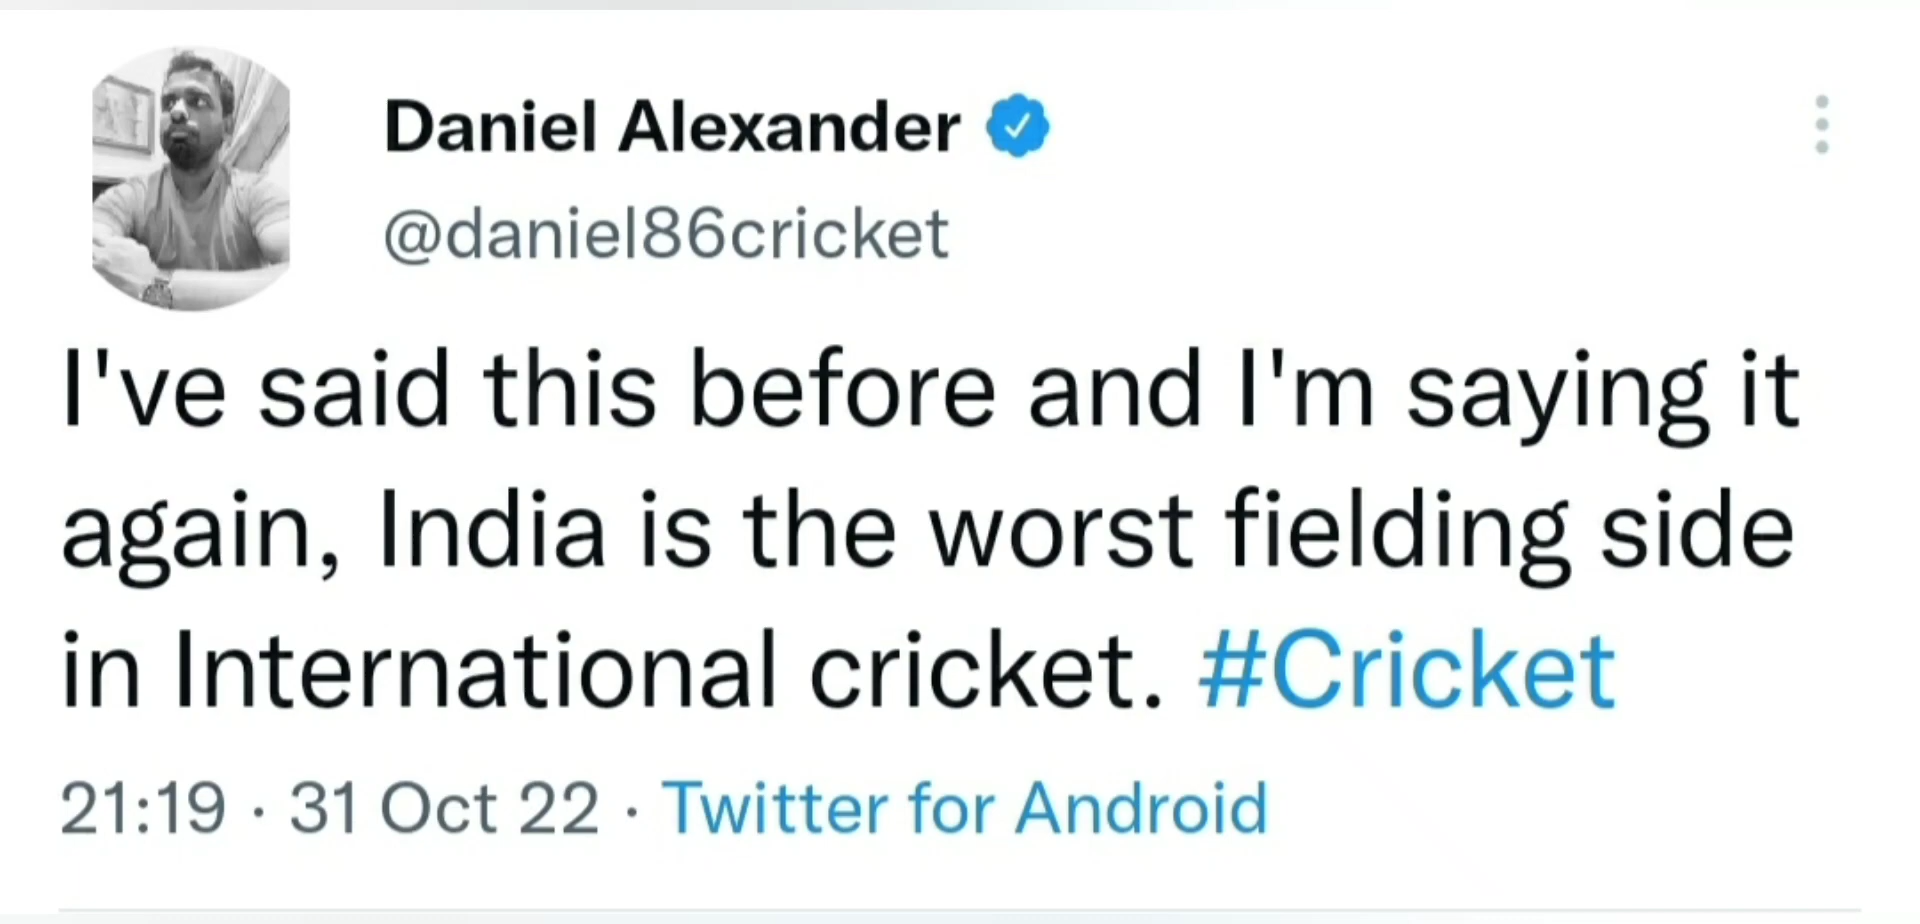 Daniel Alexander
@daniel86cricket
I've said this before and I'm saying it
again, India is the worst fielding side
in International cricket. #Cricket
21:19 · 31 Oct 22 · Twitter for Android